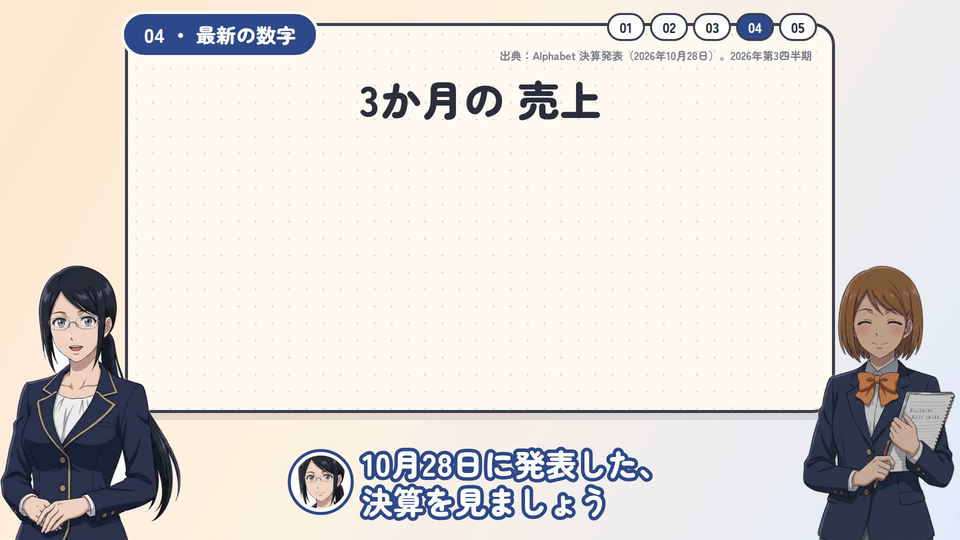 04 ・ 最新の数字
01 02 03 04 05
出典：Alphabet 決算発表（2026年10月28日）。2026年第3四半期
3か月の 売上
10月28日に発表した、
決算を見ましょう